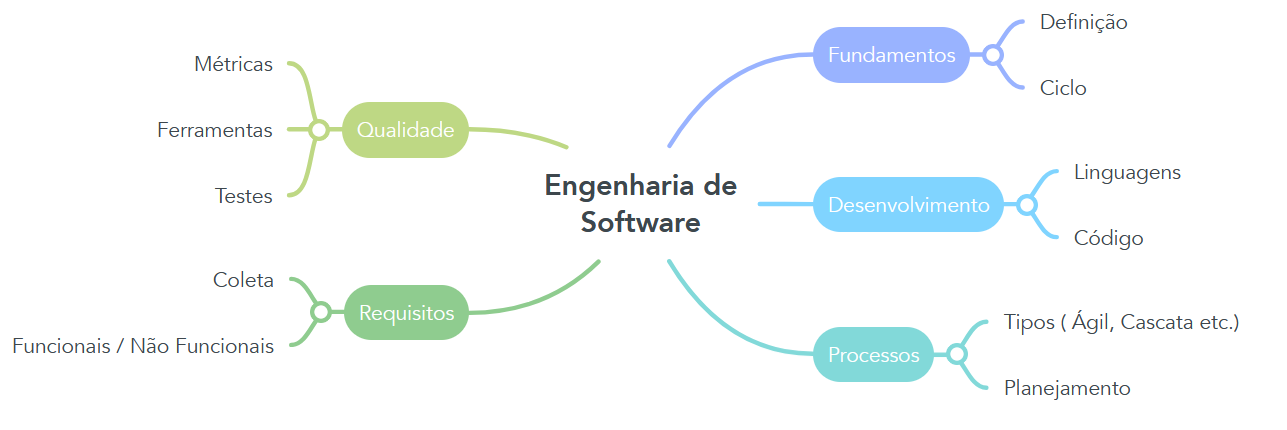 Engenharia de
Software
Fundamentos
Definição
Ciclo
Desenvolvimento
Linguagens
Código
Processos
Tipos ( Ágil, Cascata etc.)
Planejamento
Qualidade
Métricas
Ferramentas
Testes
Requisitos
Coleta
Funcionais / Não Funcionais